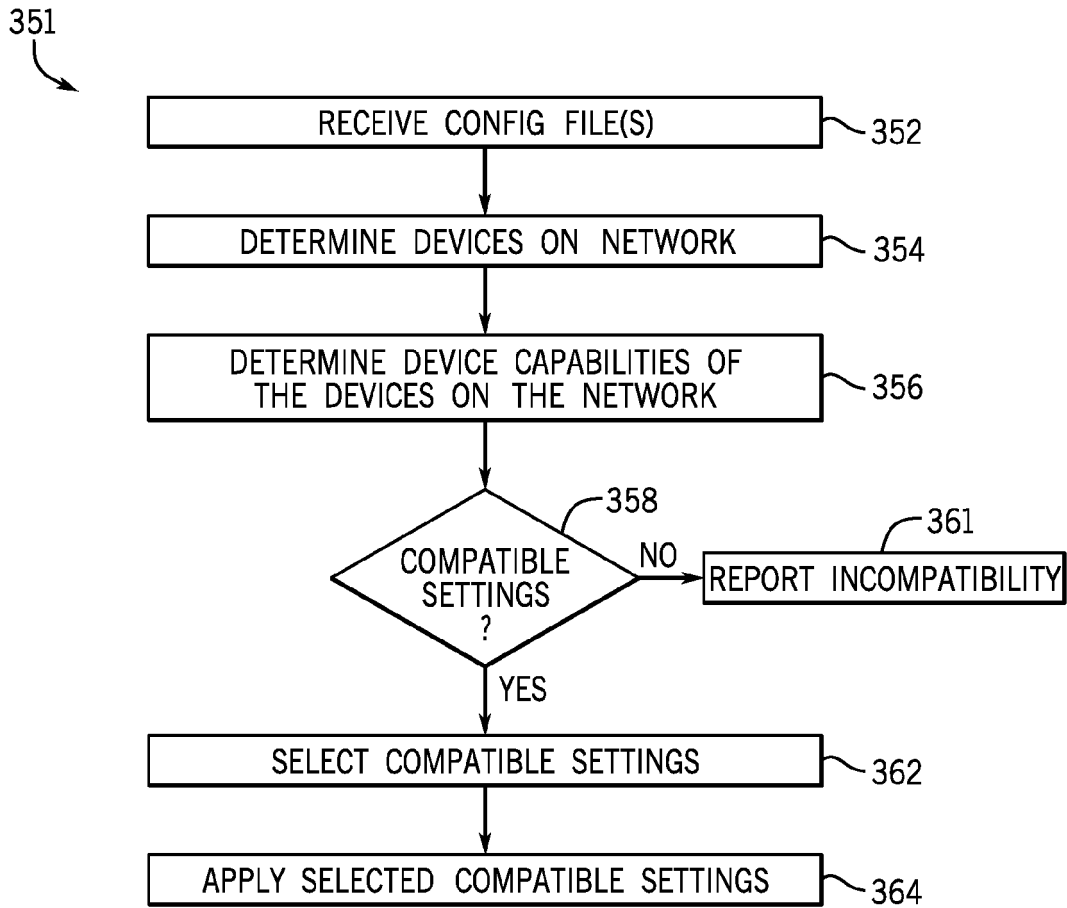 351
RECEIVE CONFIG FILE(S)
352
DETERMINE DEVICES ON NETWORK
354
DETERMINE DEVICE CAPABILITIES OF
THE DEVICES ON THE NETWORK
356
358
COMPATIBLE
SETTINGS
?
NO
361
REPORT INCOMPATIBILITY
YES
SELECT COMPATIBLE SETTINGS
362
APPLY SELECTED COMPATIBLE SETTINGS
364